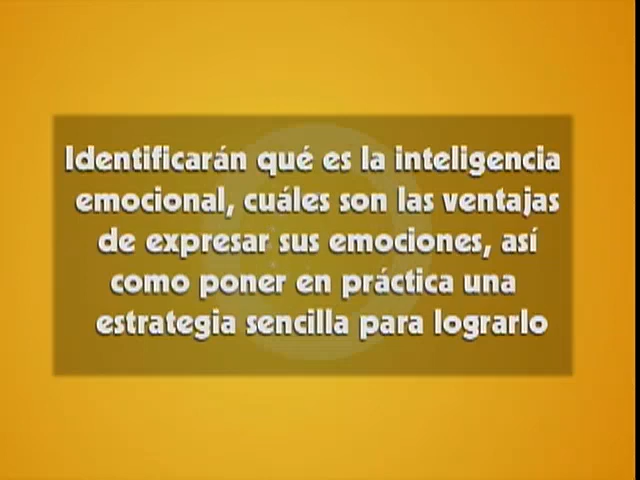 Identificarán qué es la inteligencia
emocional, cuáles son las ventajas
de expresar sus emociones, así
como poner en práctica una
estrategia sencilla para lograrlo